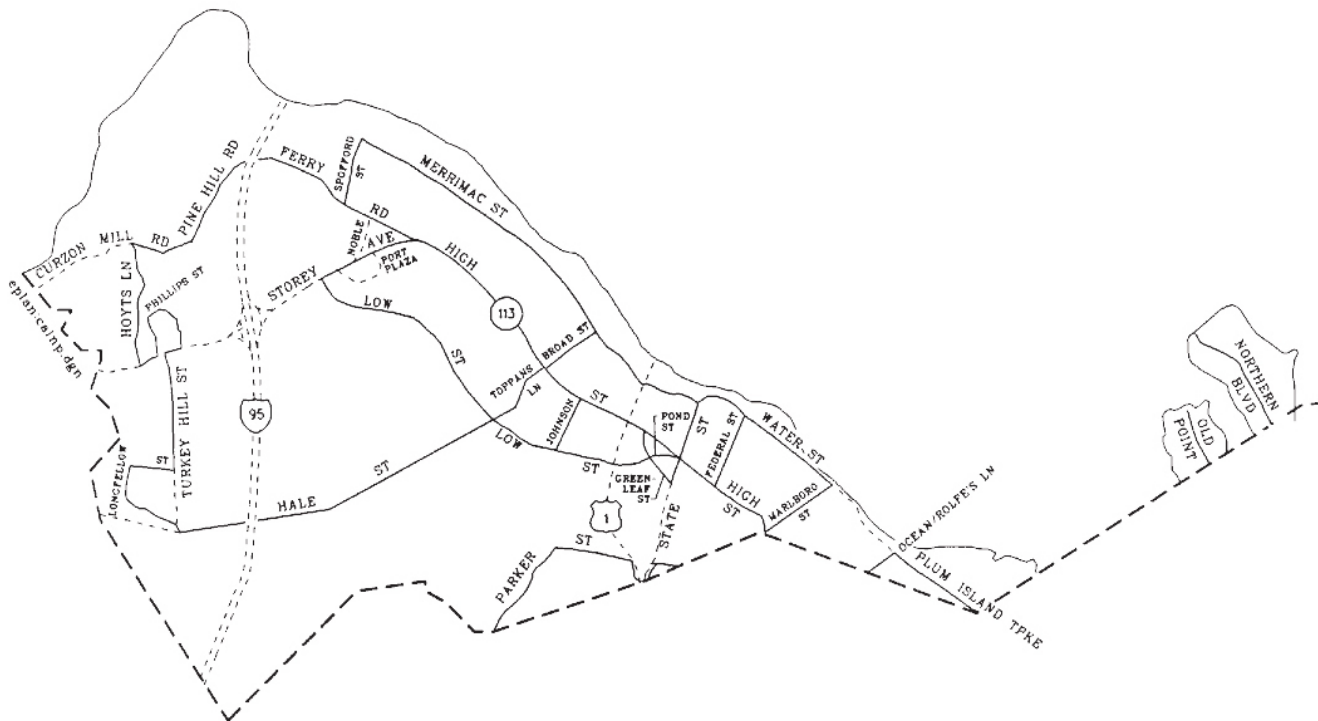 PINE HILL RD
FERRY
RD
SPOFFORD
ST
MERRIMAC ST
CURZON MILL
RD
NOBLE
AVE
PORT
PLAZA
STOREY
HIGH
HOYTS LN
PHILLIPS ST
eplan:cainp.dgn
LOW
ST
113
BROAD ST
TOPPANS
LN
95
TURKEY HILL ST
JOHNSON
ST
POND
ST
ST
FEDERAL ST
WATER ST
LOW
ST
GREEN
LEAF
ST
HIGH
ST
MARLBORO
ST
LONGFELLOW
ST
HALE
ST
1
STATE
PARKER
ST
OCEAN/ROLFE'S LN
PLUM ISLAND TPKE
NORTHERN
BLVD
OLD
POINT